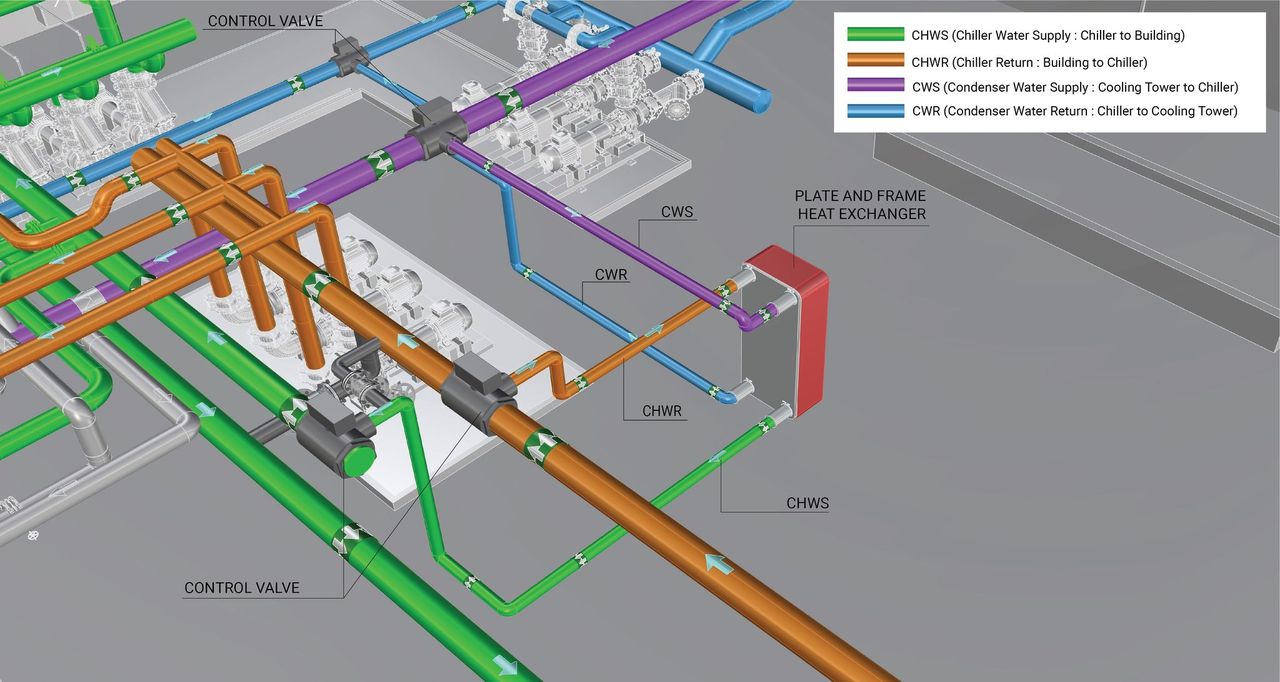 CONTROL VALVE
CHWS (Chiller Water Supply : Chiller to Building)
CHWR (Chiller Return : Building to Chiller)
CWS (Condenser Water Supply : Cooling Tower to Chiller)
CWR (Condenser Water Return : Chiller to Cooling Tower)
PLATE AND FRAME
HEAT EXCHANGER
CWS
CWR
CHWR
CHWS
CONTROL VALVE